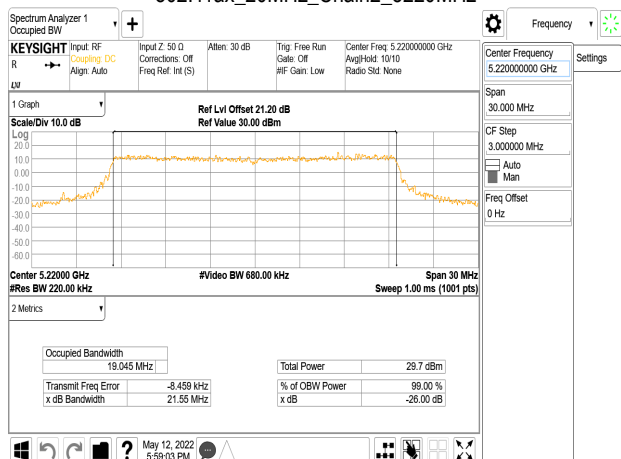 Spectrum Analyzer 1
Occupied BW
Frequency
KEYSIGHT
R
Input: RF
Coupling: DC
Align: Auto
Input Z: 50 Ω
Corrections: Off
Freq Ref: Int (S)
Atten: 30 dB
Trig: Free Run
Gate: Off
#IF Gain: Low
Center Freq: 5.220000000 GHz
Avg|Hold: 10/10
Radio Std: None
Center Frequency
5.220000000 GHz
Settings
Span
30.000 MHz
CF Step
3.000000 MHz
Auto
Man
Freq Offset
0 Hz
1 Graph
Scale/Div 10.0 dB
Ref Lvl Offset 21.20 dB
Ref Value 30.00 dBm
Log
20.0
10.0
0.00
-10.0
-20.0
-30.0
-40.0
-50.0
-60.0
Center 5.22000 GHz
#Video BW 680.00 kHz
Span 30 MHz
#Res BW 220.00 kHz
Sweep 1.00 ms (1001 pts)
2 Metrics
Occupied Bandwidth
19.045 MHz
Total Power 29.7 dBm
Transmit Freq Error -8.459 kHz
% of OBW Power 99.00 %
x dB Bandwidth 21.55 MHz
x dB -26.00 dB
?
May 12, 2022
5:59:03 PM